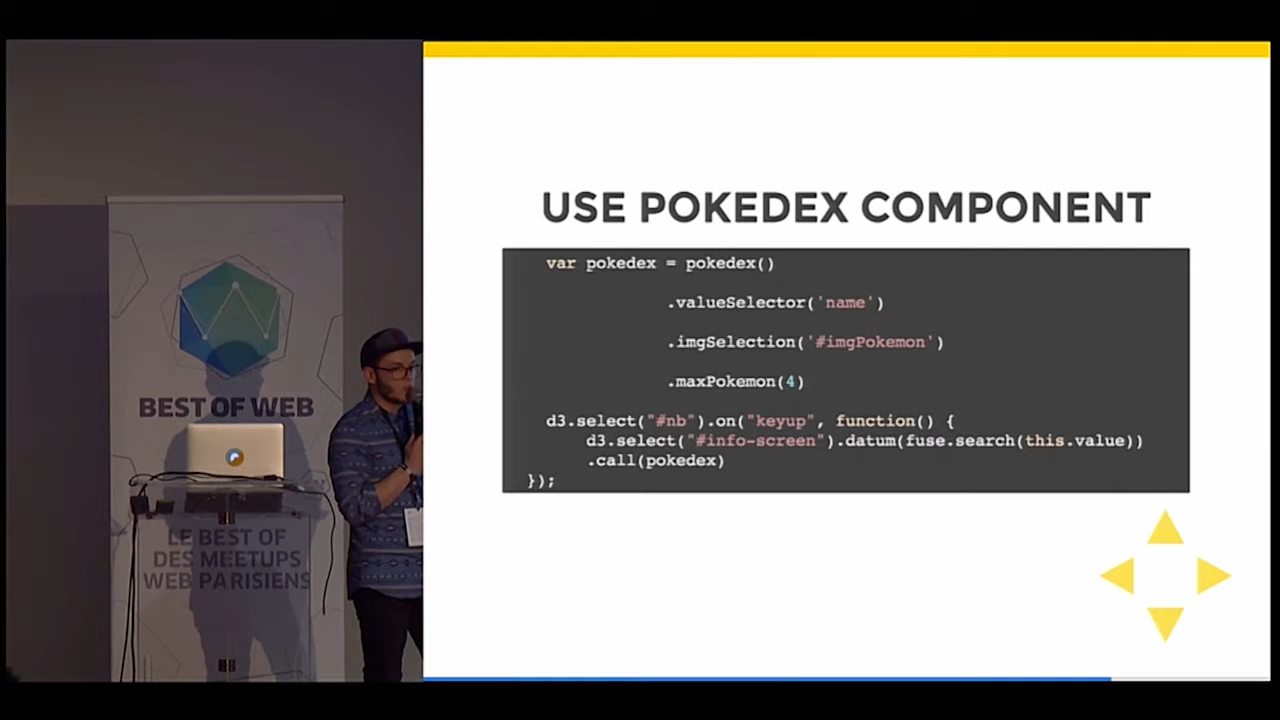 BEST OF WEB
LE BEST OF
DES MEETUPS
WEB PARISIENS
USE POKEDEX COMPONENT
var pokedex = pokedex()
.valueSelector('name')
.imgSelection('#imgPokemon')
.maxPokemon(4)
d3.select("#nb").on("keyup", function() {
d3.select("#info-screen").datum(fuse.search(this.value))
.call(pokedex)
});